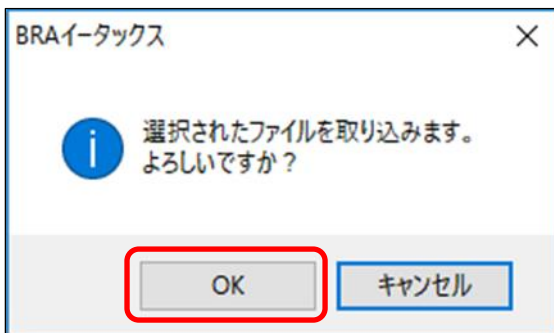 BRAイータックス
選択されたファイルを取り込みます。
よろしいですか？
OK
キャンセル